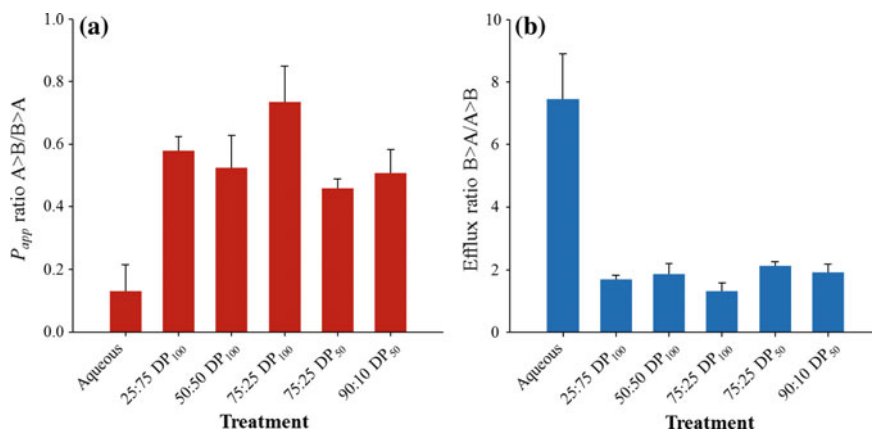 (a)
P_app ratio A>B/B>A
1.0
0.8
0.6
0.4
0.2
0.0
Aqueous
25:75 DP₁₀₀
50:50 DP₁₀₀
75:25 DP₁₀₀
75:25 DP₅₀
90:10 DP₅₀
Treatment
(b)
Efflux ratio B>A/A>B
10
8
6
4
2
0
Aqueous
25:75 DP₁₀₀
50:50 DP₁₀₀
75:25 DP₁₀₀
75:25 DP₅₀
90:10 DP₅₀
Treatment